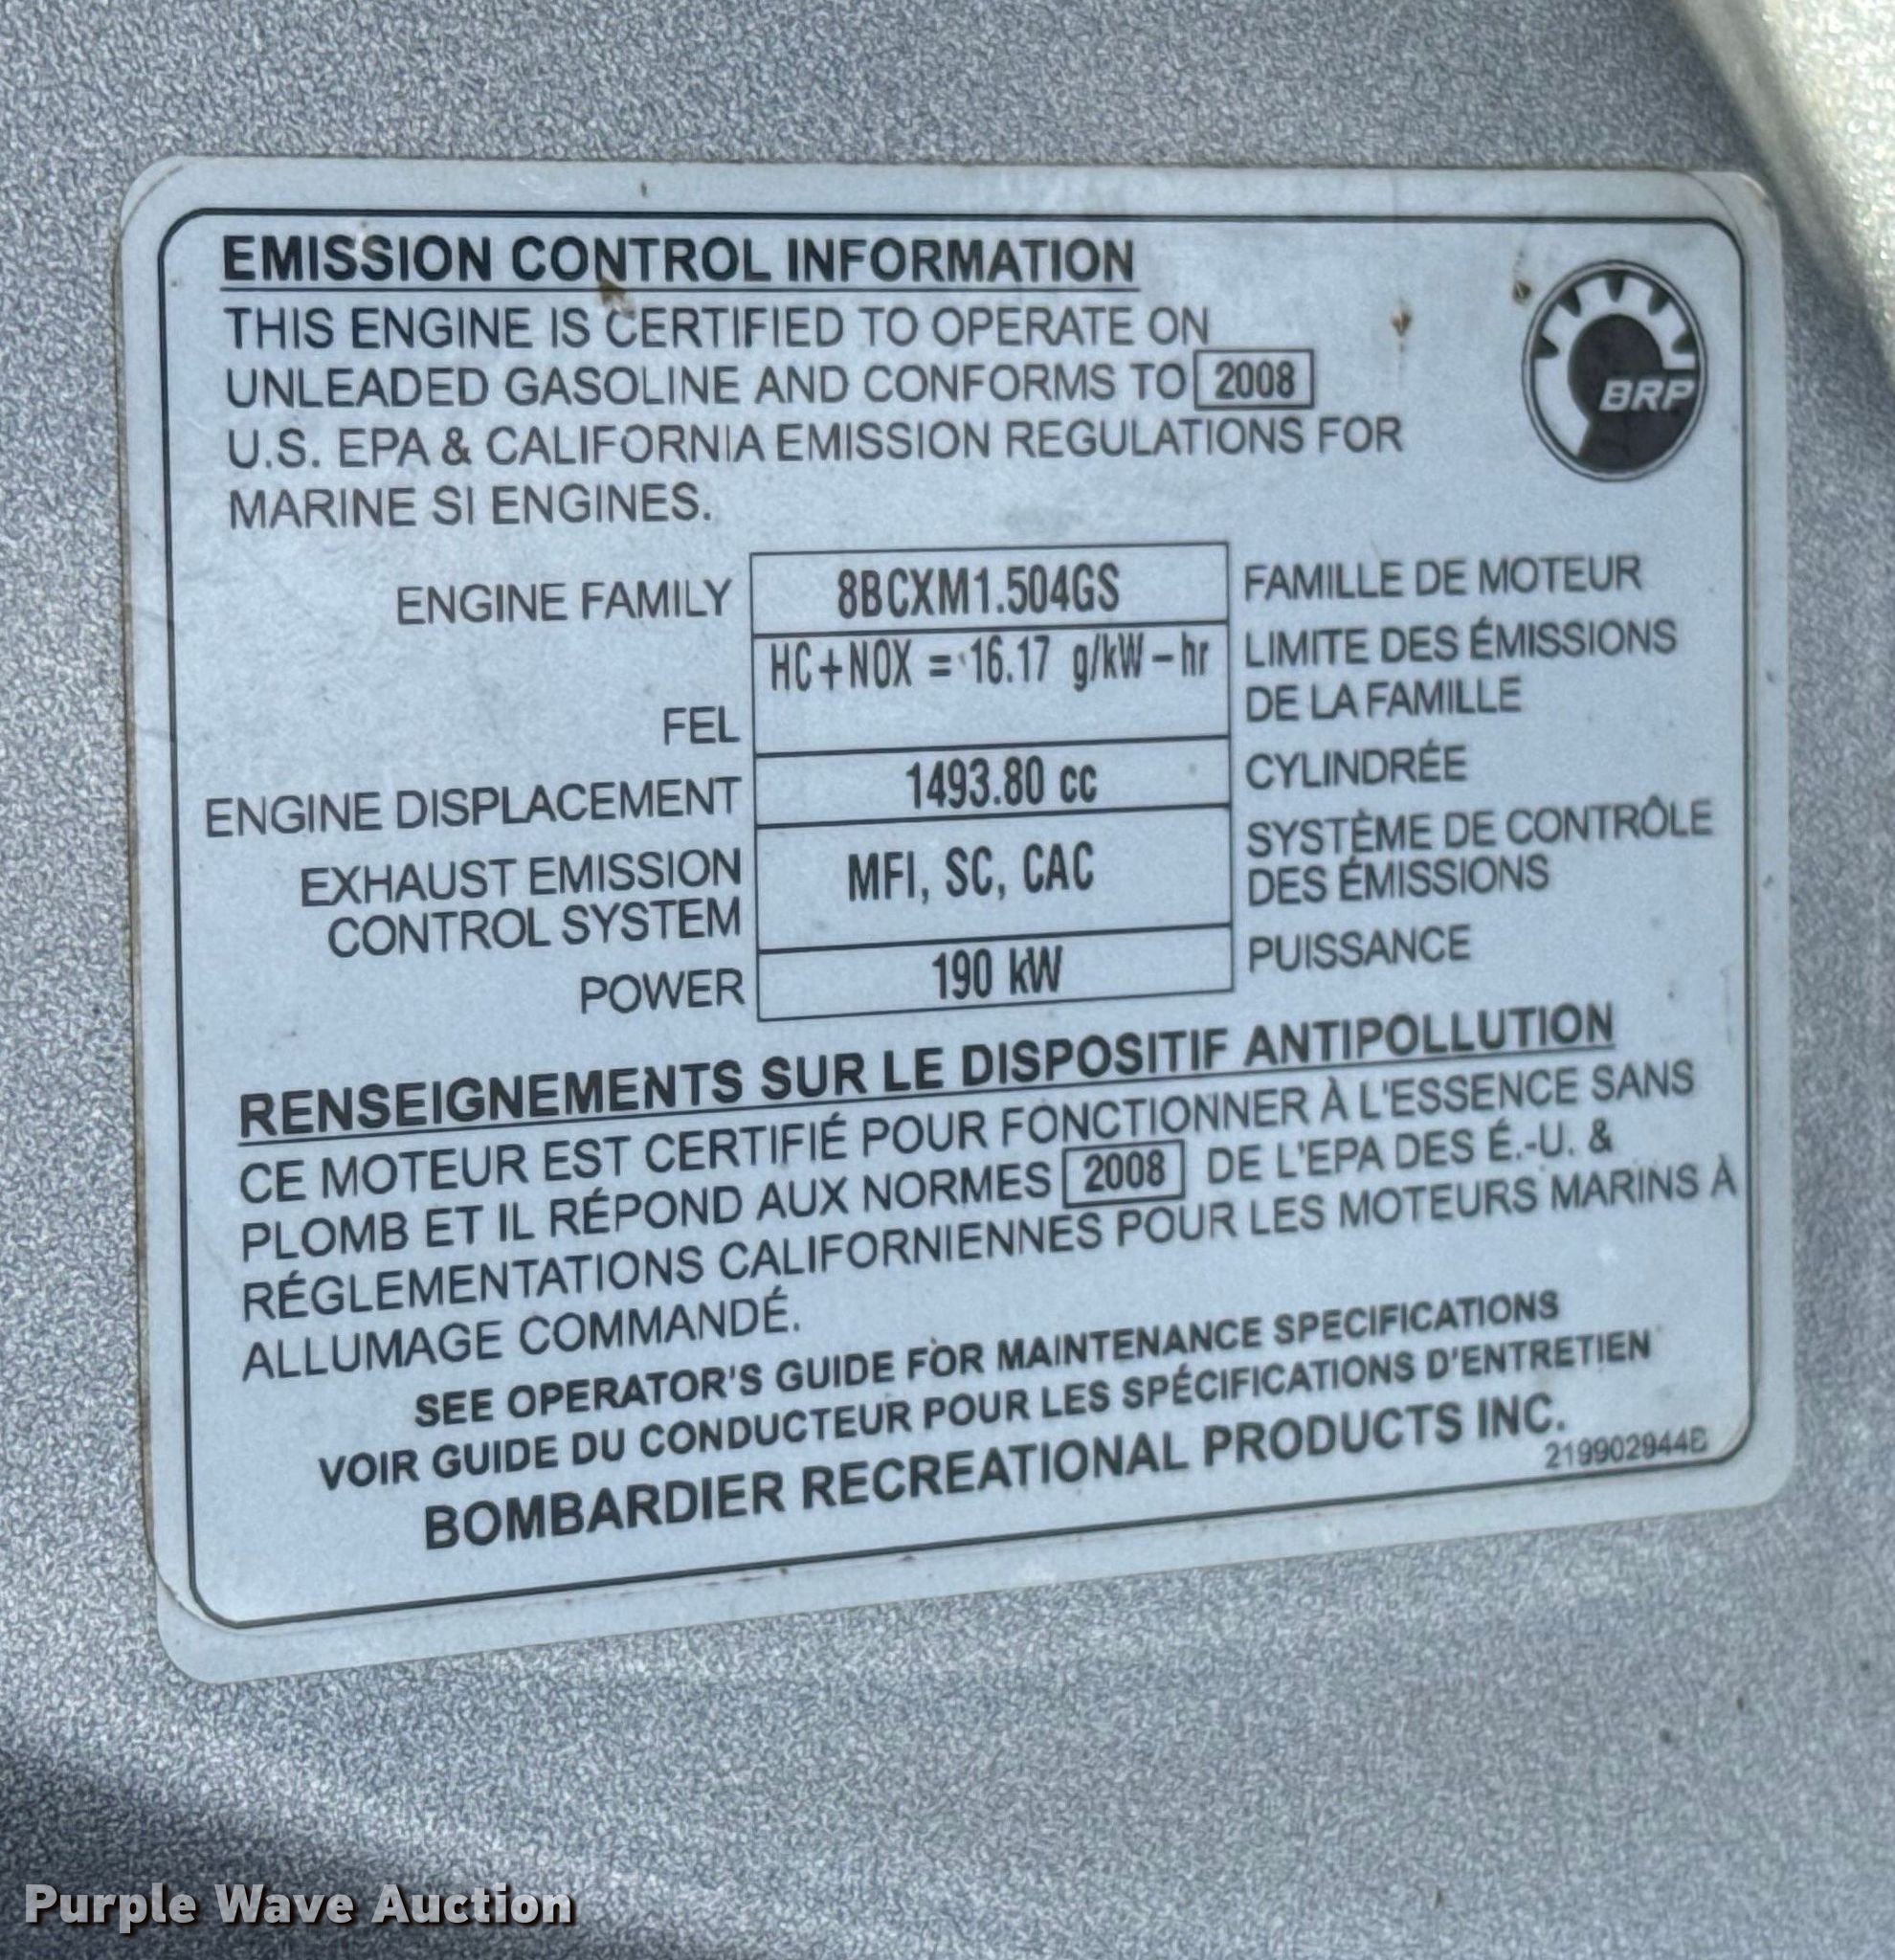 EMISSION CONTROL INFORMATION
THIS ENGINE IS CERTIFIED TO OPERATE ON
UNLEADED GASOLINE AND CONFORMS TO 2008
U.S. EPA & CALIFORNIA EMISSION REGULATIONS FOR
MARINE SI ENGINES.
BRP
ENGINE FAMILY 8BCXM1.504GS FAMILLE DE MOTEUR
HC+NOX = 16.17 g/kW-hr LIMITE DES ÉMISSIONS
FEL DE LA FAMILLE
ENGINE DISPLACEMENT 1493.80 cc CYLINDRÉE
EXHAUST EMISSION MFI, SC, CAC SYSTÈME DE CONTRÔLE
CONTROL SYSTEM DES ÉMISSIONS
POWER 190 kW PUISSANCE
RENSEIGNEMENTS SUR LE DISPOSITIF ANTIPOLLUTION
CE MOTEUR EST CERTIFIÉ POUR FONCTIONNER À L'ESSENCE SANS
PLOMB ET IL RÉPOND AUX NORMES 2008 DE L'EPA DES É.-U. &
RÉGLEMENTATIONS CALIFORNIENNES POUR LES MOTEURS MARINS À
ALLUMAGE COMMANDÉ.
SEE OPERATOR'S GUIDE FOR MAINTENANCE SPECIFICATIONS
VOIR GUIDE DU CONDUCTEUR POUR LES SPÉCIFICATIONS D'ENTRETIEN
BOMBARDIER RECREATIONAL PRODUCTS INC.
219902944B
Purple Wave Auction